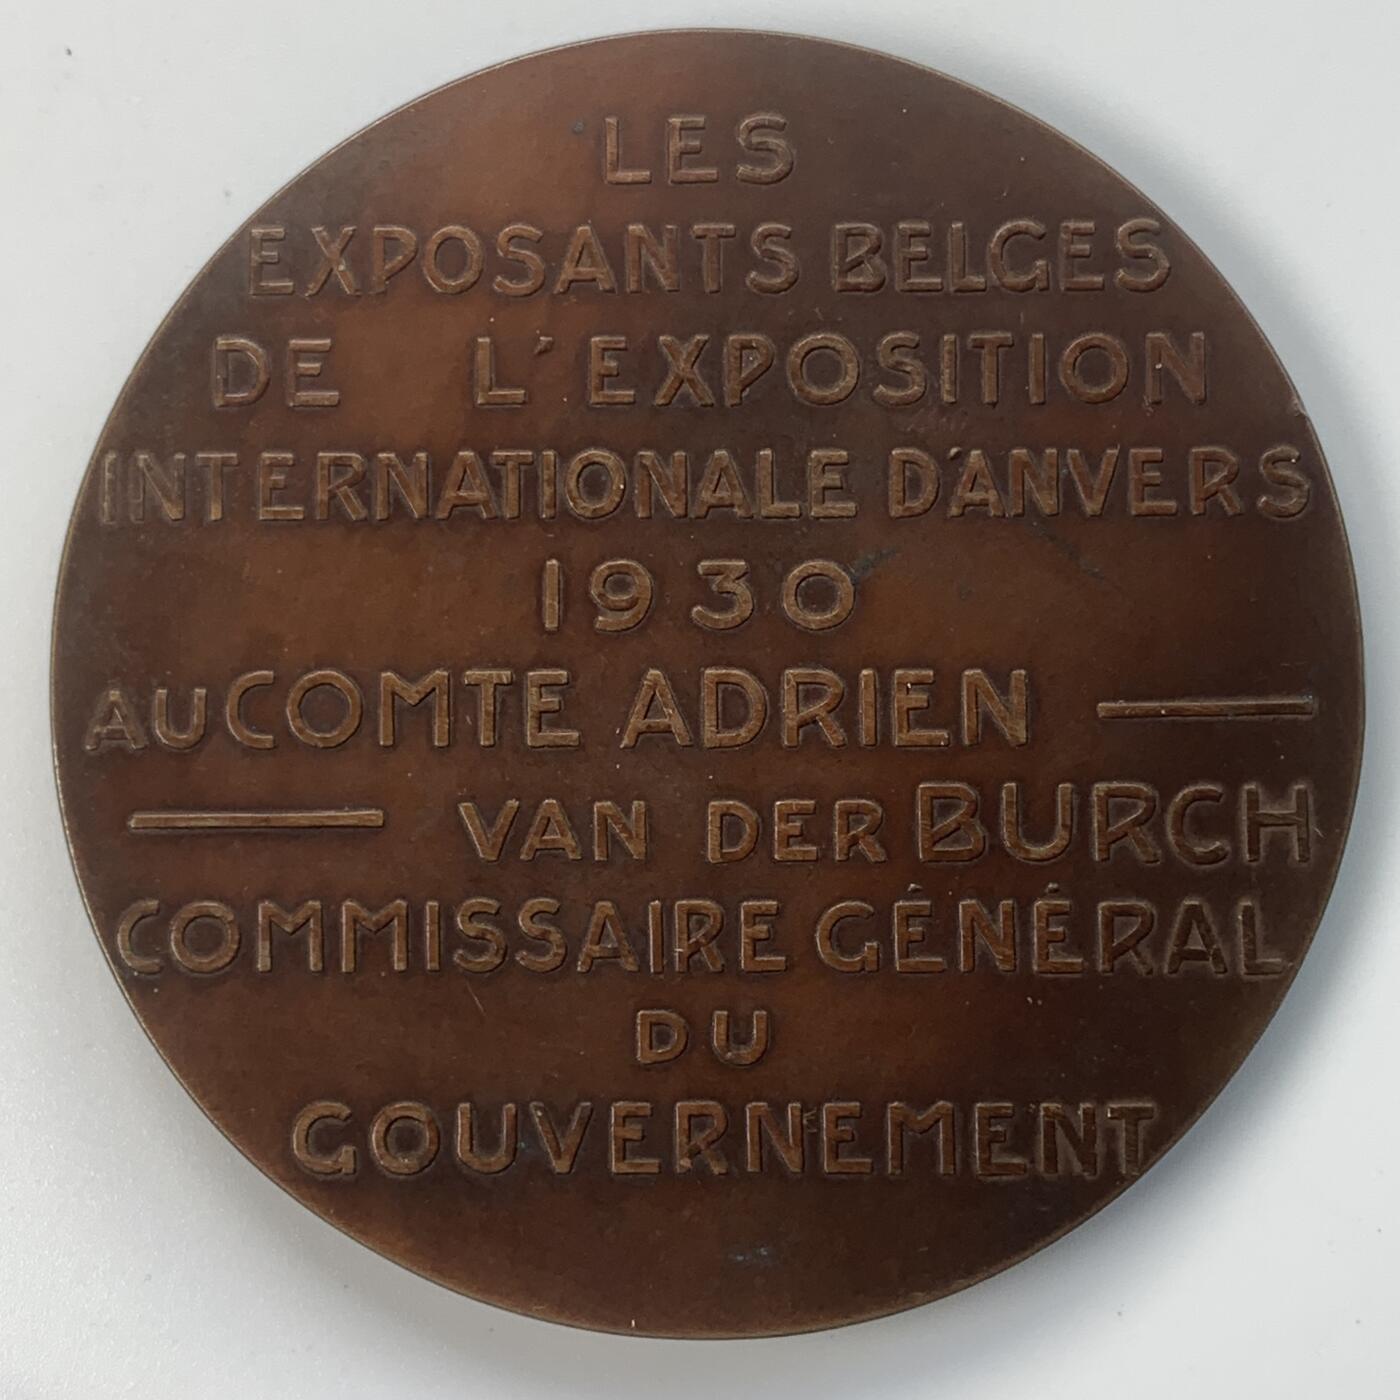 LES
EXPOSANTS BELGES
DE L'EXPOSITION
INTERNATIONALE D'ANVERS
1930
AU COMTE ADRIEN
VAN DER BURCH
COMMISSAIRE GÉNÉRAL
DU
GOUVERNEMENT